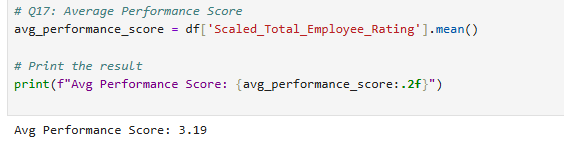 # Q17: Average Performance Score
avg_performance_score = df['Scaled_Total_Employee_Rating'].mean()
# Print the result
print(f"Avg Performance Score: {avg_performance_score:.2f}")
Avg Performance Score: 3.19